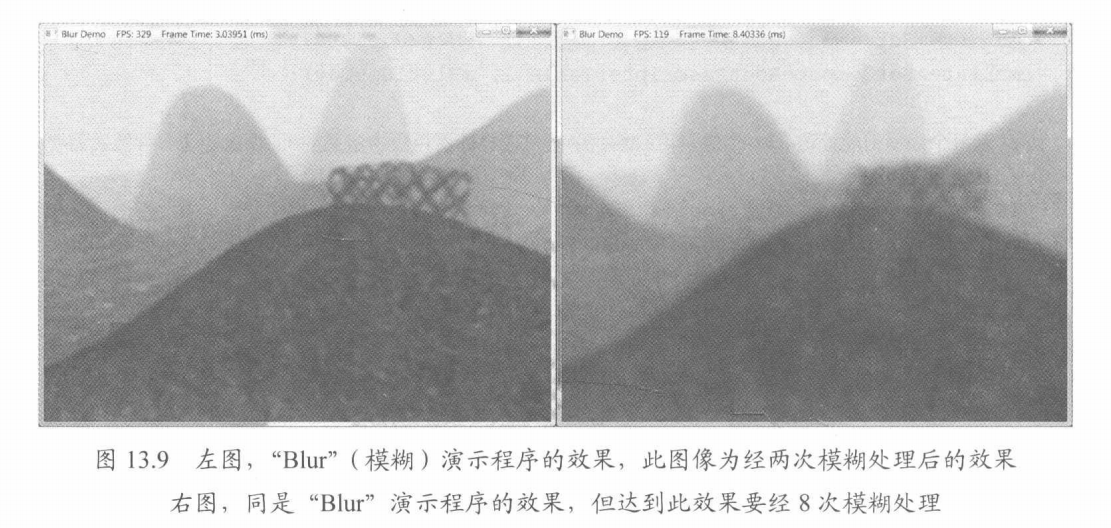 Blur Demo FPS: 329 Frame Time: 3.03951 (ms)
Blur Demo FPS: 119 Frame Time: 8.40336 (ms)
图 13.9 左图，“Blur”（模糊）演示程序的效果，此图像为经两次模糊处理后的效果
右图，同是“Blur”演示程序的效果，但达到此效果要经 8 次模糊处理